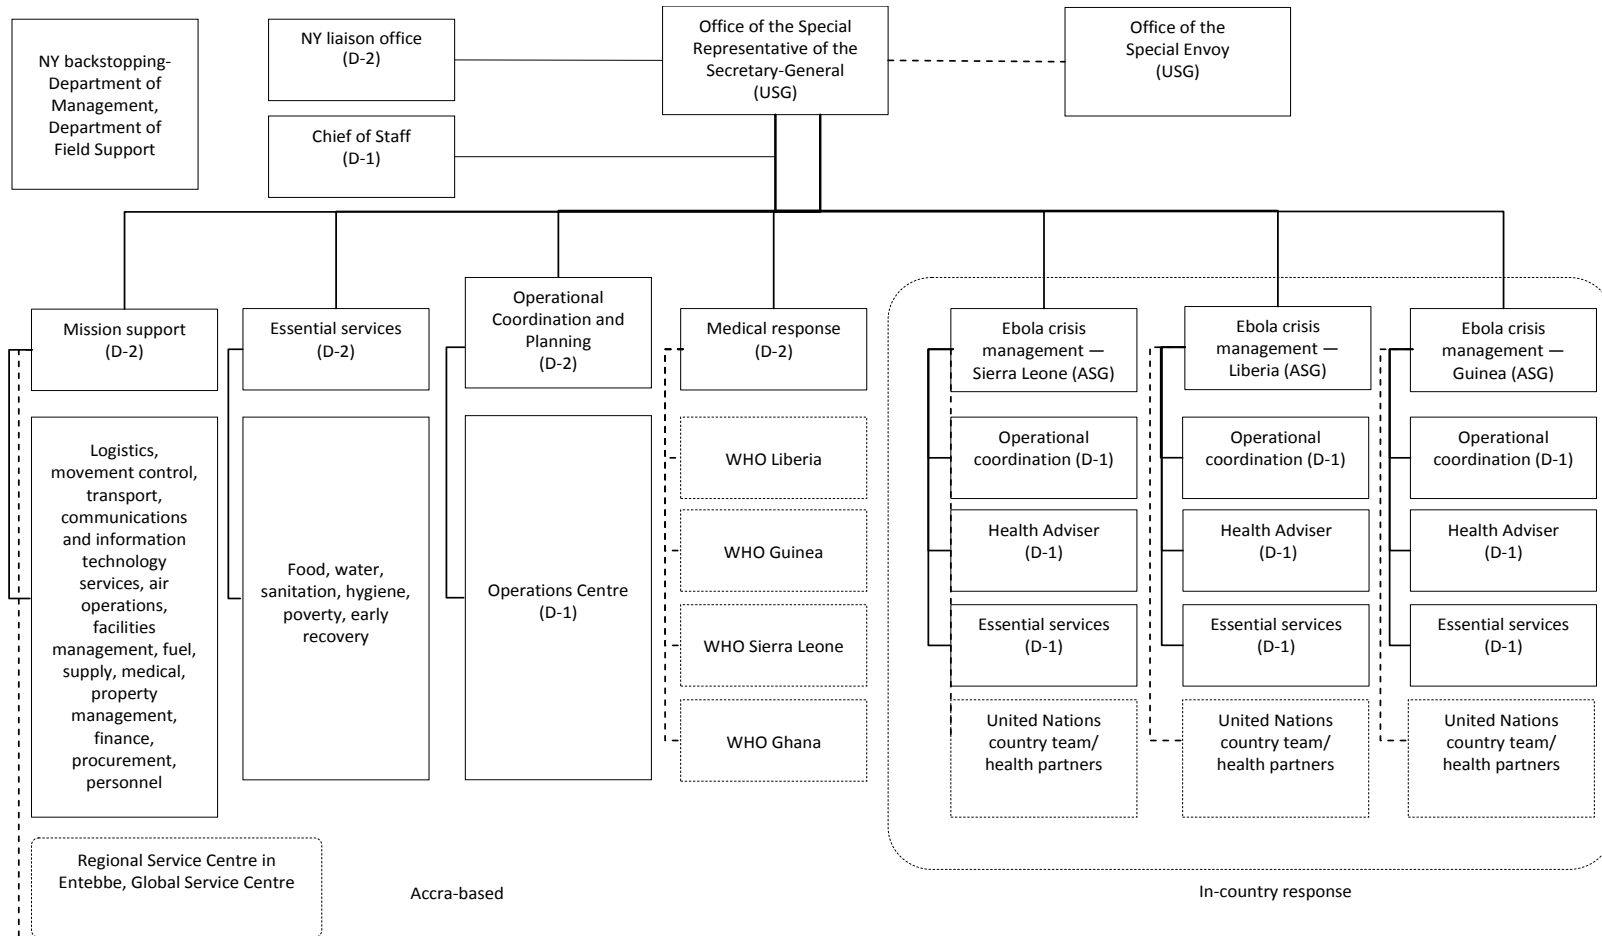 NY backstopping-
Department of
Management,
Department of
Field Support
NY liaison office
(D-2)
Chief of Staff
(D-1)
Office of the Special
Representative of the
Secretary-General
(USG)
Office of the
Special Envoy
(USG)
Mission support
(D-2)
Logistics,
movement control,
transport,
communications
and information
technology
services, air
operations,
facilities
management, fuel,
supply, medical,
property
management,
finance,
procurement,
personnel
Regional Service Centre in
Entebbe, Global Service Centre
Essential services
(D-2)
Food, water,
sanitation, hygiene,
poverty, early
recovery
Operational
Coordination and
Planning
(D-2)
Operations Centre
(D-1)
Medical response
(D-2)
WHO Liberia
WHO Guinea
WHO Sierra Leone
WHO Ghana
Accra-based
Ebola crisis
management —
Sierra Leone (ASG)
Operational
coordination (D-1)
Health Adviser
(D-1)
Essential services
(D-1)
United Nations
country team/
health partners
Ebola crisis
management —
Liberia (ASG)
Operational
coordination (D-1)
Health Adviser
(D-1)
Essential services
(D-1)
United Nations
country team/
health partners
Ebola crisis
management —
Guinea (ASG)
Operational
coordination (D-1)
Health Adviser
(D-1)
Essential services
(D-1)
United Nations
country team/
health partners
In-country response